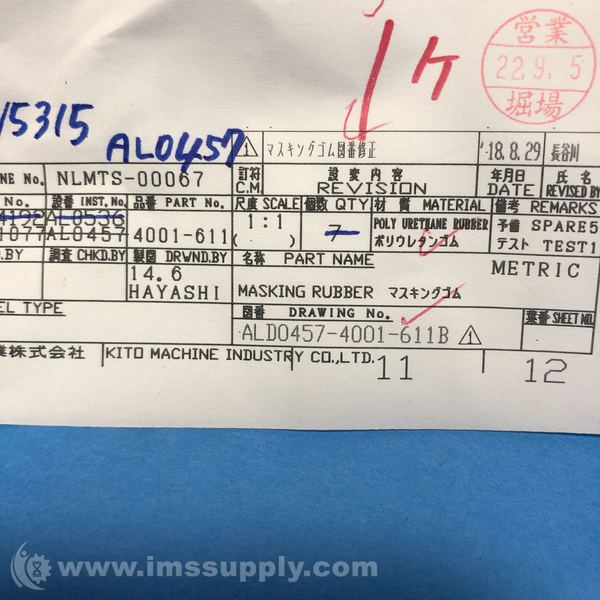 1ケ
営業
22.9.5
堀場
15315
AL0457
1 マスキングゴム図番修正 '18.8.29 長谷川
NE No. NLMTS-00067 訂符 C.M. 設変内容 REVISION 年月日 DATE 氏名 REVISED BY
No. 設番 INST.No. 品番 PART No. 尺度 SCALE 個数 QTY 材質 MATERIAL 備考 REMARKS
4192 AL0536 1:1 7 POLY URETHANE RUBBER 予備 SPARE5
1077 AL0457 4001-611 ( ) ポリウレタンゴム テスト TEST1
D.BY 調査 CHKD.BY 製図 DRWND.BY 名称 PART NAME METRIC
14.6
HAYASHI MASKING RUBBER マスキングゴム
EL TYPE 図番 DRAWING No. 葉番 SHEET NO.
ALD0457-4001-611B 1
業株式会社 KITO MACHINE INDUSTRY CO.,LTD. 11 12
www.imssupply.com